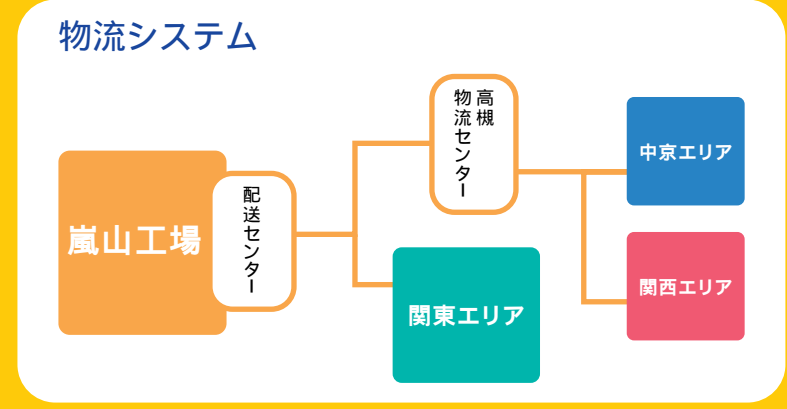 物流システム
嵐山工場
配送センター
高槻
物流センター
関東エリア
中京エリア
関西エリア